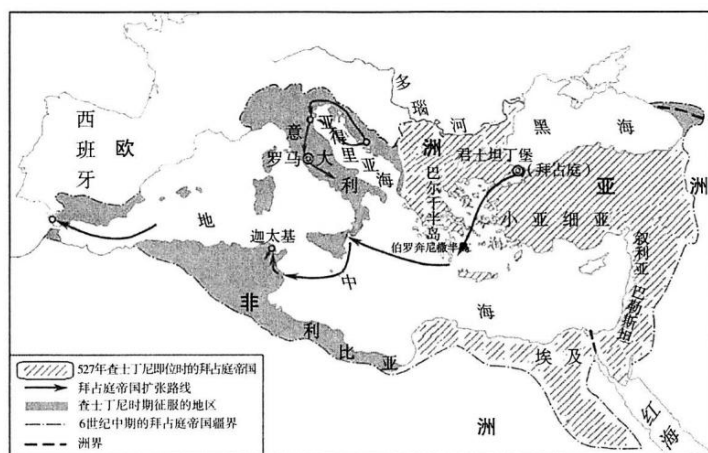 多瑙河
黑海
西班牙
欧洲
意大利
亚得里亚海
罗马
君士坦丁堡
(拜占庭)
亚洲
巴尔干半岛
小亚细亚
地中海
迦太基
伯罗奔尼撒半岛
叙利亚
巴勒斯坦
非洲
利比亚
埃及
红海
527年查士丁尼即位时的拜占庭帝国
拜占庭帝国扩张路线
查士丁尼时期征服的地区
6世纪中期的拜占庭帝国疆界
洲界